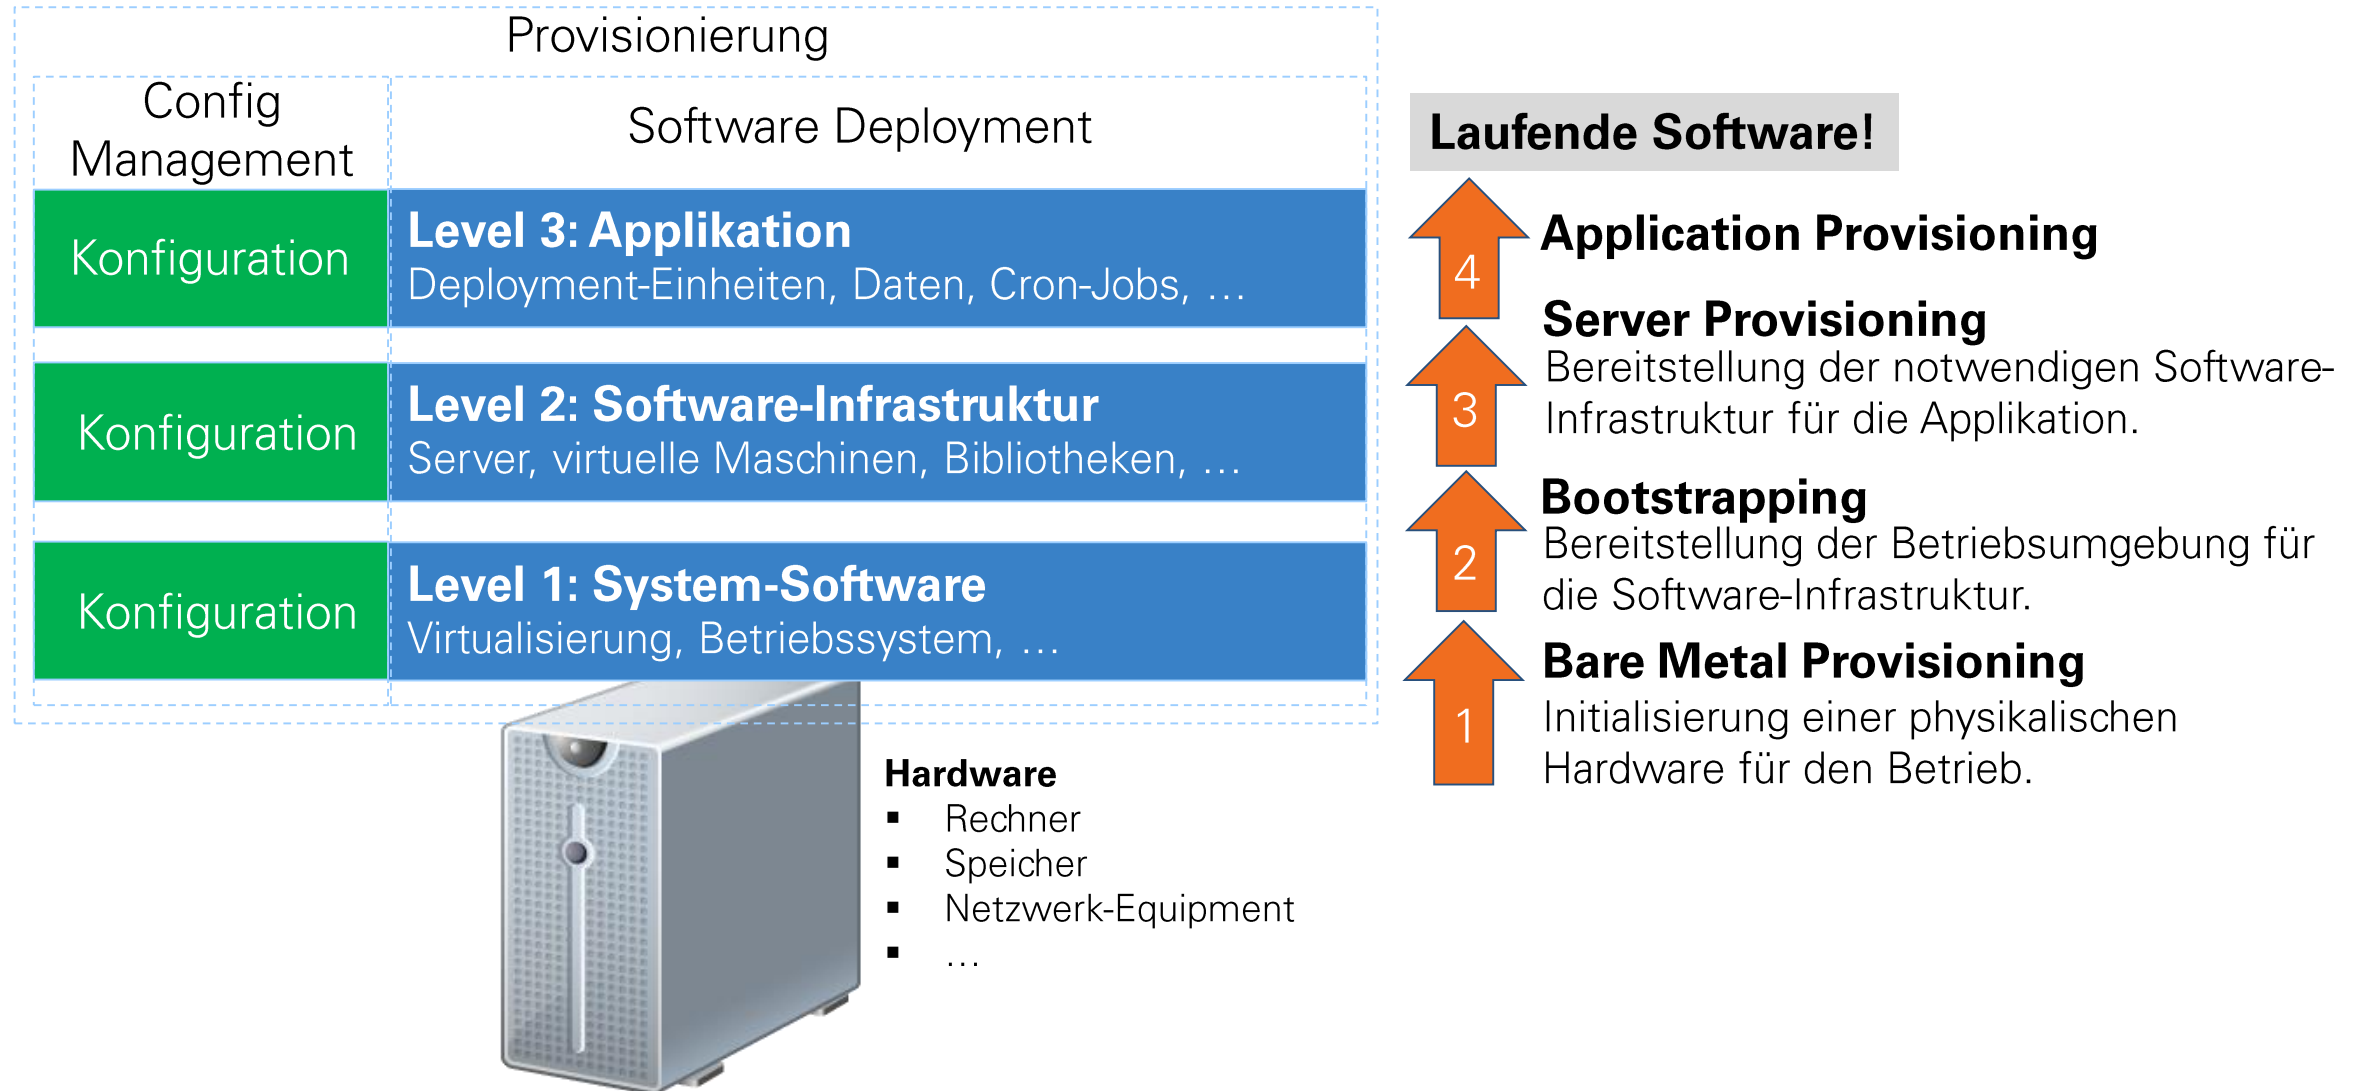 Provisionierung
Config
Management
Software Deployment
Konfiguration
Level 3: Applikation
Deployment-Einheiten, Daten, Cron-Jobs, …
Konfiguration
Level 2: Software-Infrastruktur
Server, virtuelle Maschinen, Bibliotheken, …
Konfiguration
Level 1: System-Software
Virtualisierung, Betriebssystem, …
Hardware
▪ Rechner
▪ Speicher
▪ Netzwerk-Equipment
▪ …
Laufende Software!
4
Application Provisioning
3
Server Provisioning
Bereitstellung der notwendigen Software-
Infrastruktur für die Applikation.
2
Bootstrapping
Bereitstellung der Betriebsumgebung für
die Software-Infrastruktur.
1
Bare Metal Provisioning
Initialisierung einer physikalischen
Hardware für den Betrieb.